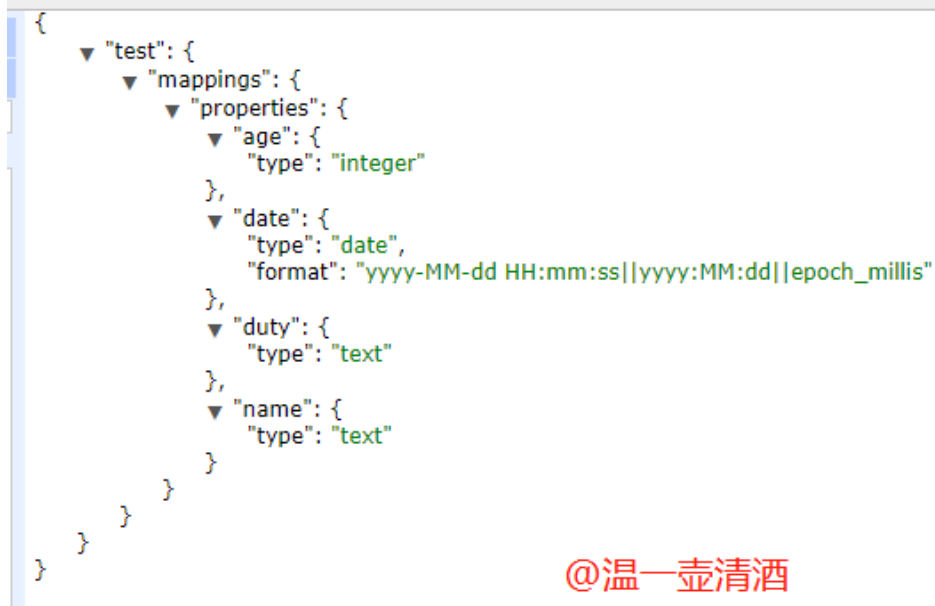 {
"test": {
"mappings": {
"properties": {
"age": {
"type": "integer"
},
"date": {
"type": "date",
"format": "yyyy-MM-dd HH:mm:ss||yyyy:MM:dd||epoch_millis"
},
"duty": {
"type": "text"
},
"name": {
"type": "text"
}
}
}
}
}
@温一壶清酒